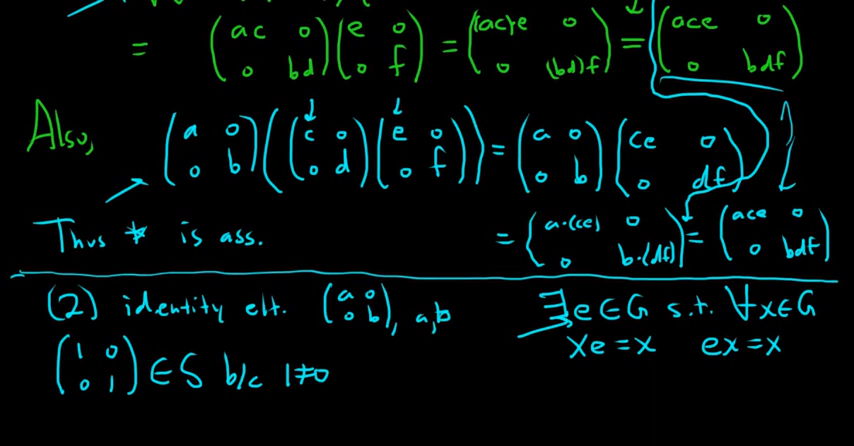 = (ac 0 0 bd)(e 0 0 f) = ((ac)e 0 0 (bd)f) = (ace 0 0 bdf)
Also, (a 0 0 b)((c 0 0 d)(e 0 0 f)) = (a 0 0 b)(ce 0 0 df)
Thus * is ass. = (a·(ce) 0 0 b·(df)) = (ace 0 0 bdf)
(2) identity elt. (a 0 0 b), a,b ∃e∈G s.t. ∀x∈G
(1 0 0 1) ∈ S b/c 1≠0 xe=x ex=x